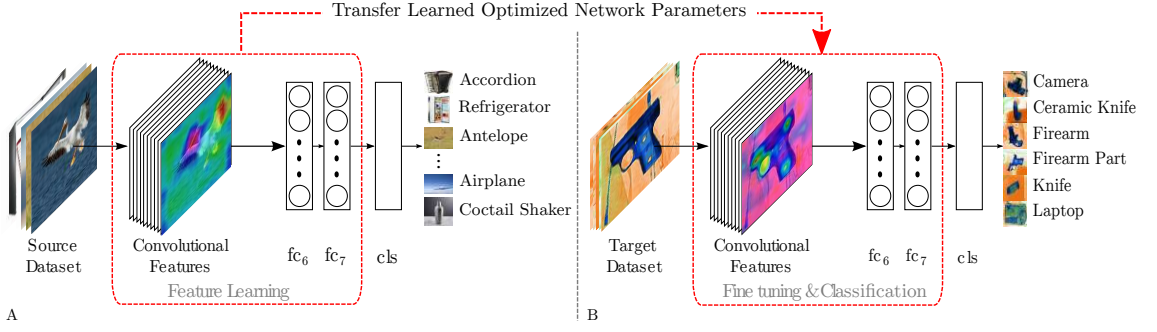 Transfer Learned Optimized Network Parameters
Accordion
Refrigerator
Antelope
Airplane
Coctail Shaker
Source
Dataset
Convolutional
Features
fc6
fc7
cls
Feature Learning
A
Camera
Ceramic Knife
Firearm
Firearm Part
Knife
Laptop
Target
Dataset
Convolutional
Features
fc6
fc7
cls
Fine tuning & Classification
B